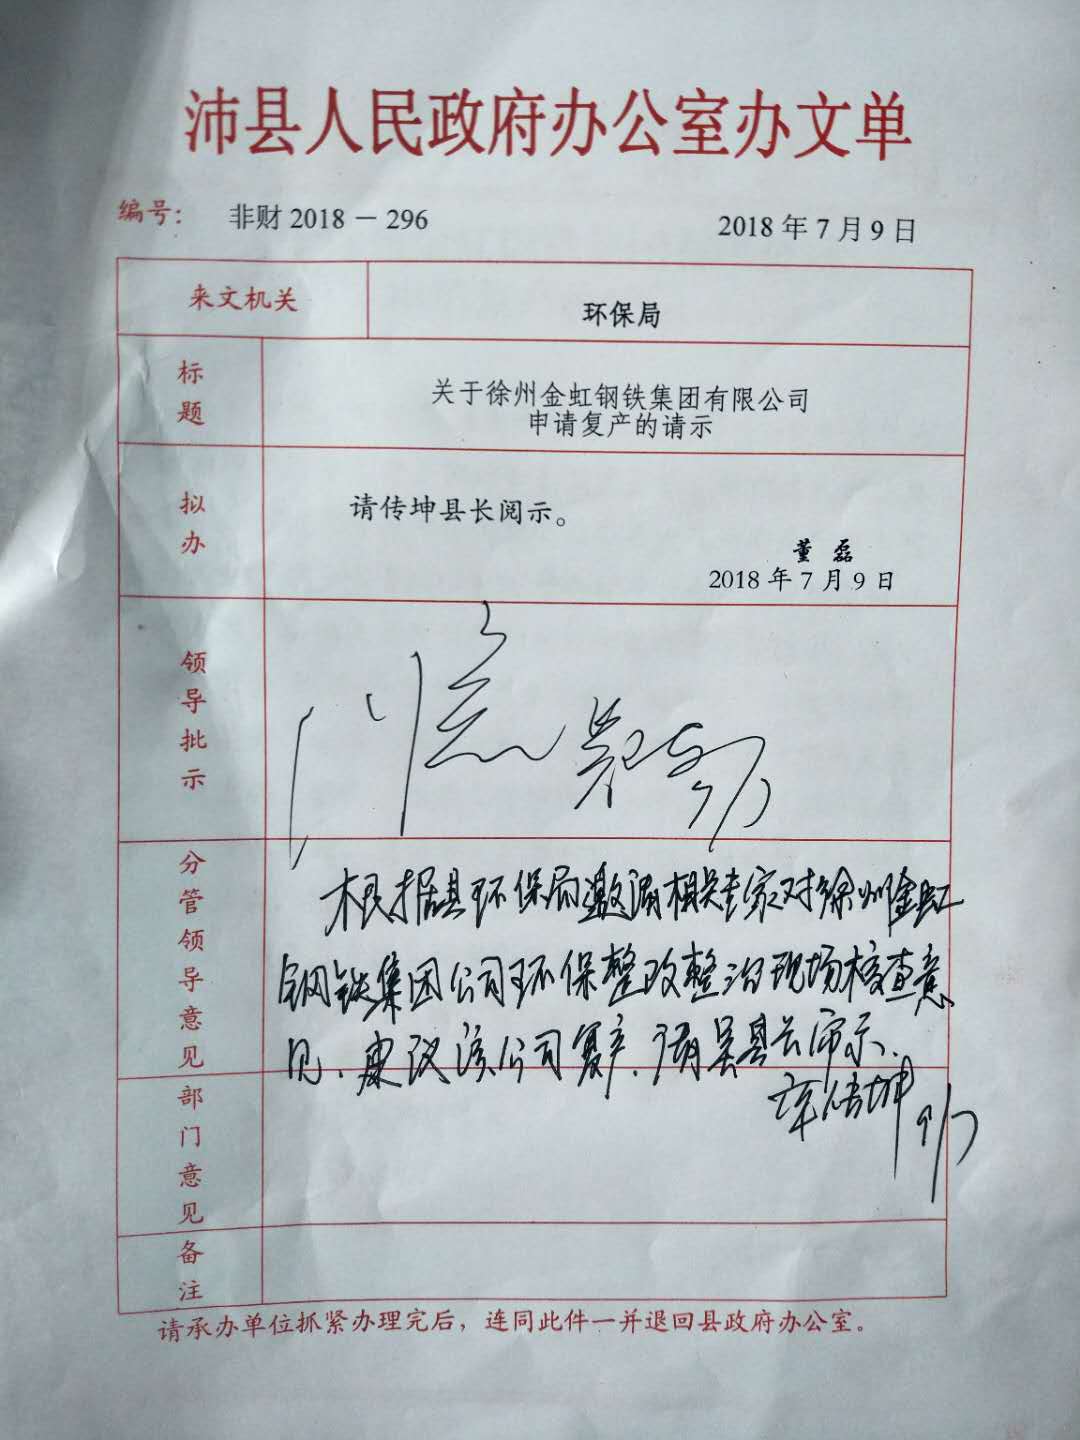 沛县人民政府办公室办文单
编号： 非财 2018 － 296 2018 年 7 月 9 日
来文机关 环保局
标题 关于徐州金虹钢铁集团有限公司
申请复产的请示
拟办 请传坤县长阅示。
董 磊
2018 年 7 月 9 日
领导批示
分管领导意见 根据县环保局邀请相关专家对徐州金虹
钢铁集团公司环保整改整治现场核查意
见，建议该公司复产，请吴县长审示。
传坤 9/7
部门意见
备注
请承办单位抓紧办理完后，连同此件一并退回县政府办公室。